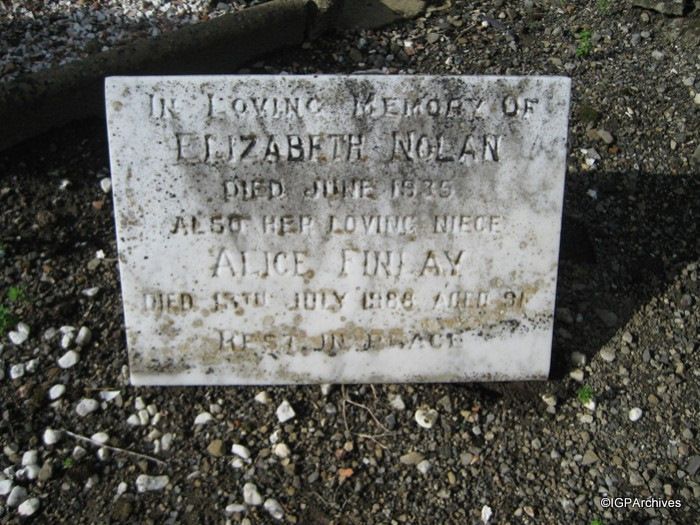 IN LOVING MEMORY OF
ELIZABETH NOLAN
DIED JUNE 1935
ALSO HER LOVING NIECE
ALICE FINLAY
DIED 13TH JULY 1986 AGED 91
REST IN PEACE
©IGPArchives